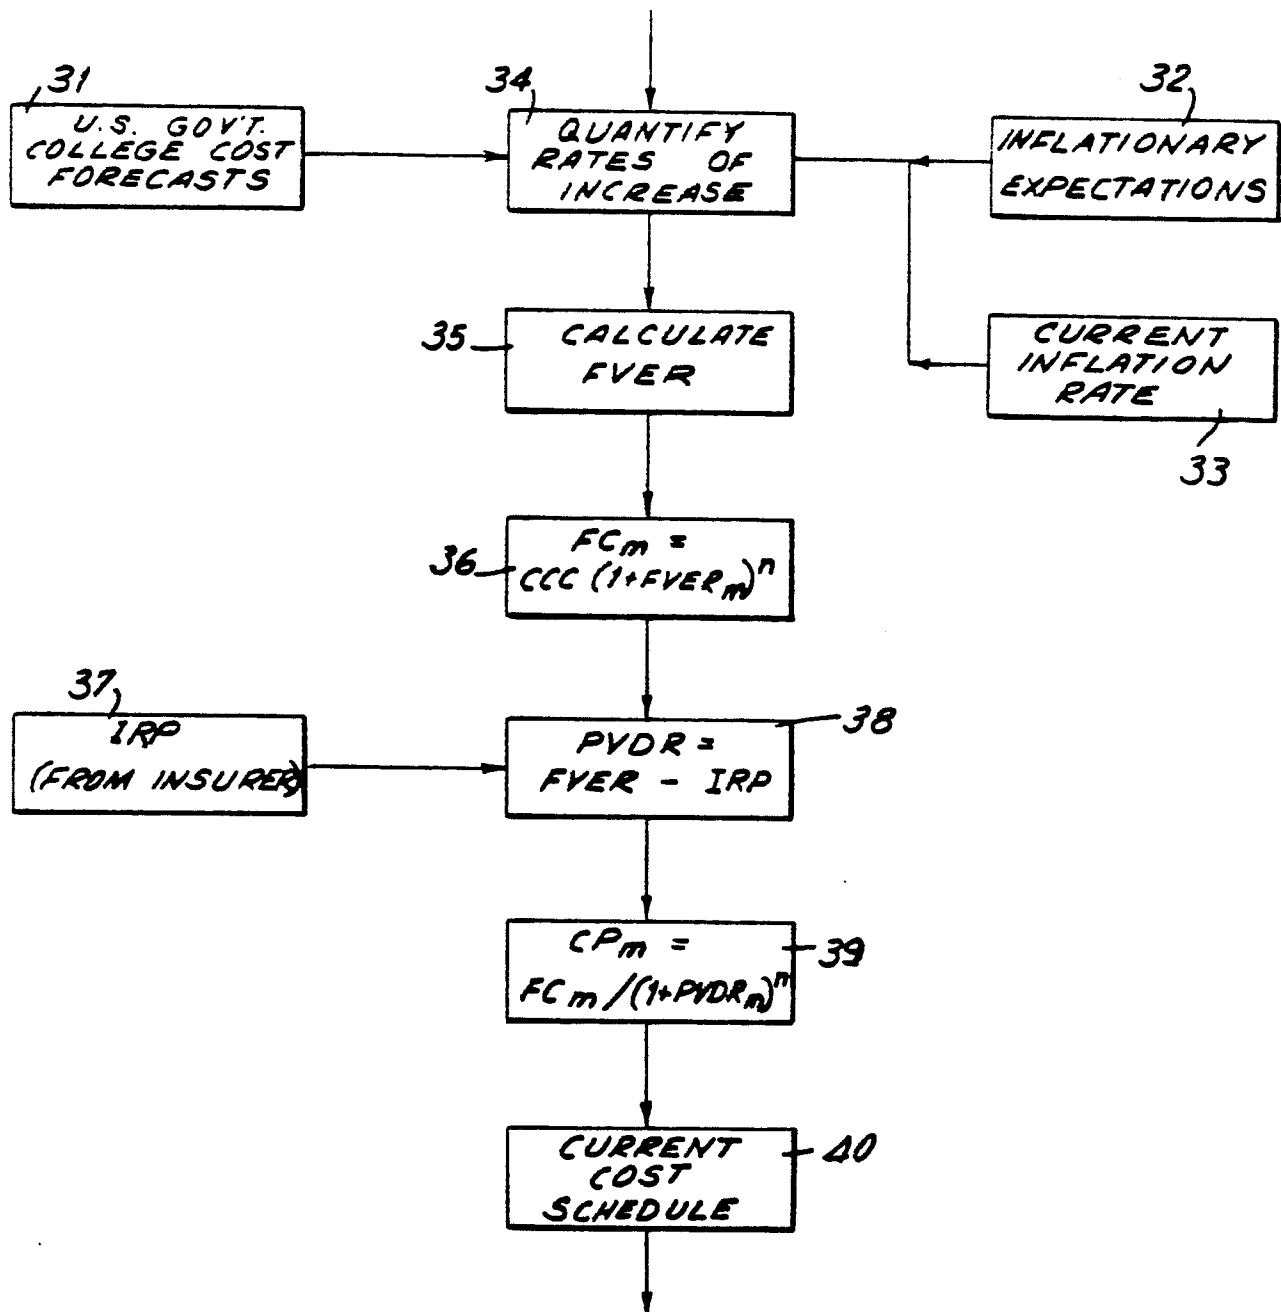 31
U.S. GOV'T.
COLLEGE COST
FORECASTS
34
QUANTIFY
RATES OF
INCREASE
32
INFLATIONARY
EXPECTATIONS
35
CALCULATE
FVER
CURRENT
INFLATION
RATE
33
36
FCm =
CCC (1+FVERm)^n
37
IRP
(FROM INSURER)
38
PVDR =
FVER - IRP
39
CPm =
FCm/(1+PVDRm)^n
40
CURRENT
COST
SCHEDULE